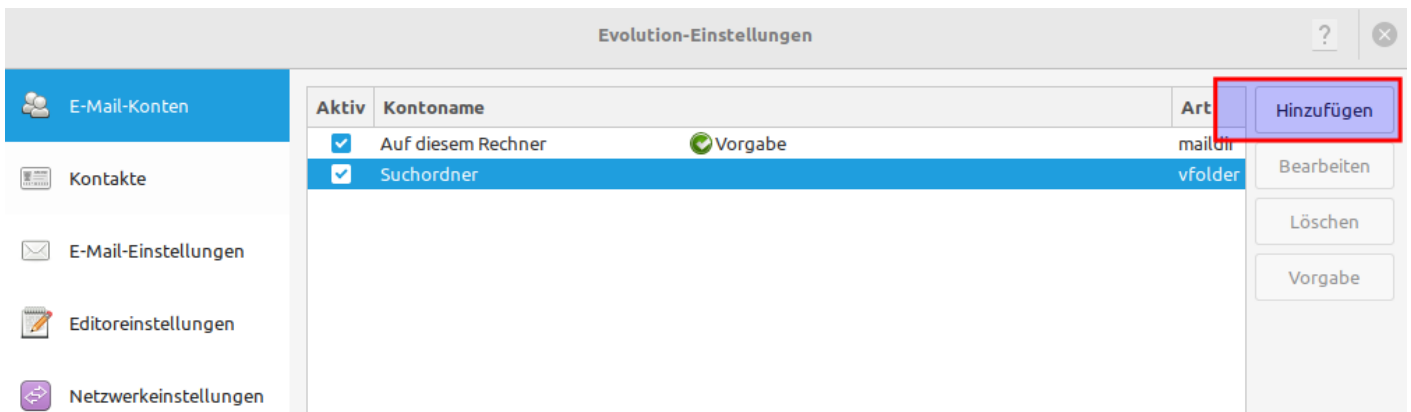 Evolution-Einstellungen ?
E-Mail-Konten
Kontakte
E-Mail-Einstellungen
Editoreinstellungen
Netzwerkeinstellungen
Aktiv Kontoname Art
Auf diesem Rechner Vorgabe maildir
Suchordner vfolder
Hinzufügen
Bearbeiten
Löschen
Vorgabe